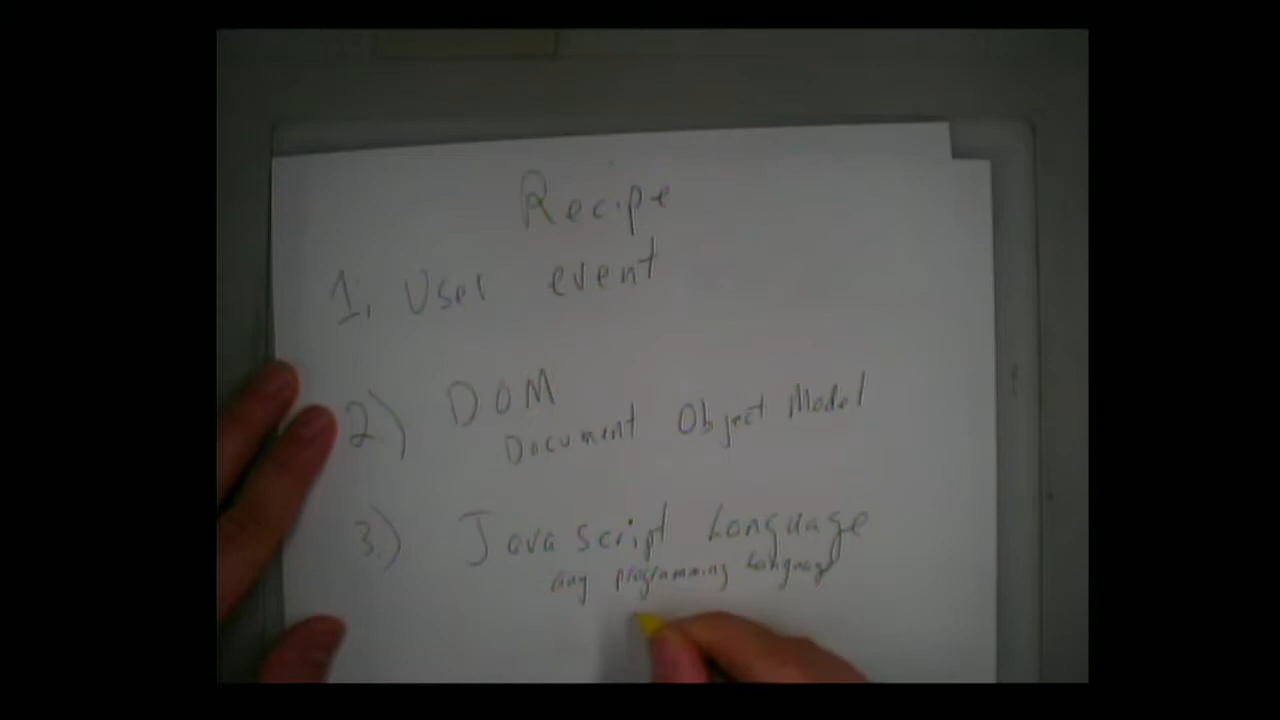 Recipe
1. User event
2) DOM
Document Object Model
3.) JavaScript Language
any programming Language